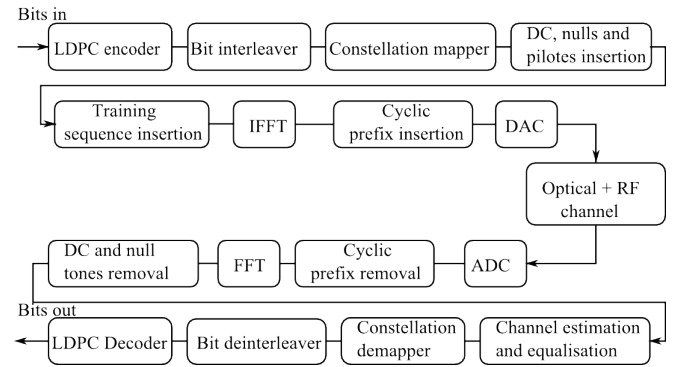 Bits in
LDPC encoder
Bit interleaver
Constellation mapper
DC, nulls and
pilotes insertion
Training
sequence insertion
IFFT
Cyclic
prefix insertion
DAC
Optical + RF
channel
DC and null
tones removal
FFT
Cyclic
prefix removal
ADC
Bits out
LDPC Decoder
Bit deinterleaver
Constellation
demapper
Channel estimation
and equalisation